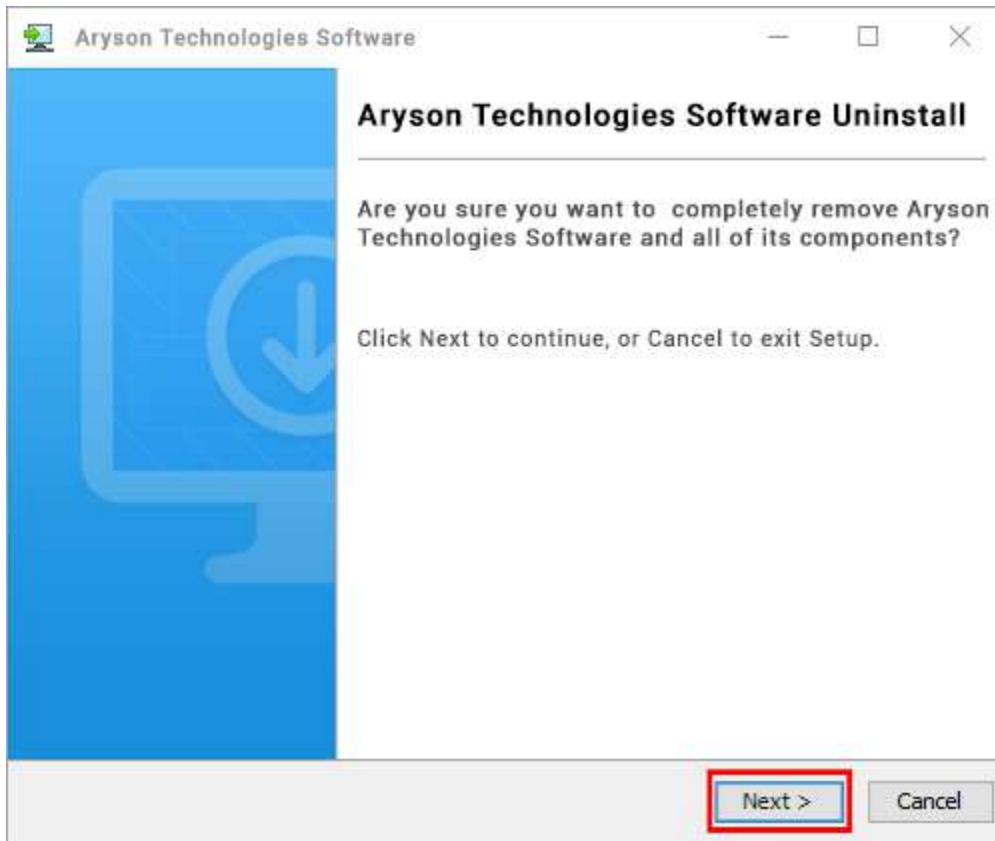 Aryson Technologies Software
Aryson Technologies Software Uninstall
Are you sure you want to  completely remove Aryson
Technologies Software and all of its components?
Click Next to continue, or Cancel to exit Setup.
Next >
Cancel